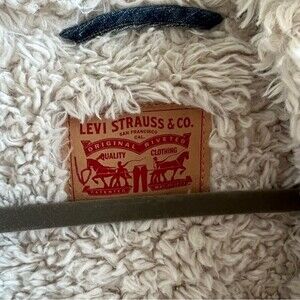 LEVI STRAUSS & CO.
SAN FRANCISCO
CAL.
ORIGINAL RIVETED
QUALITY CLOTHING